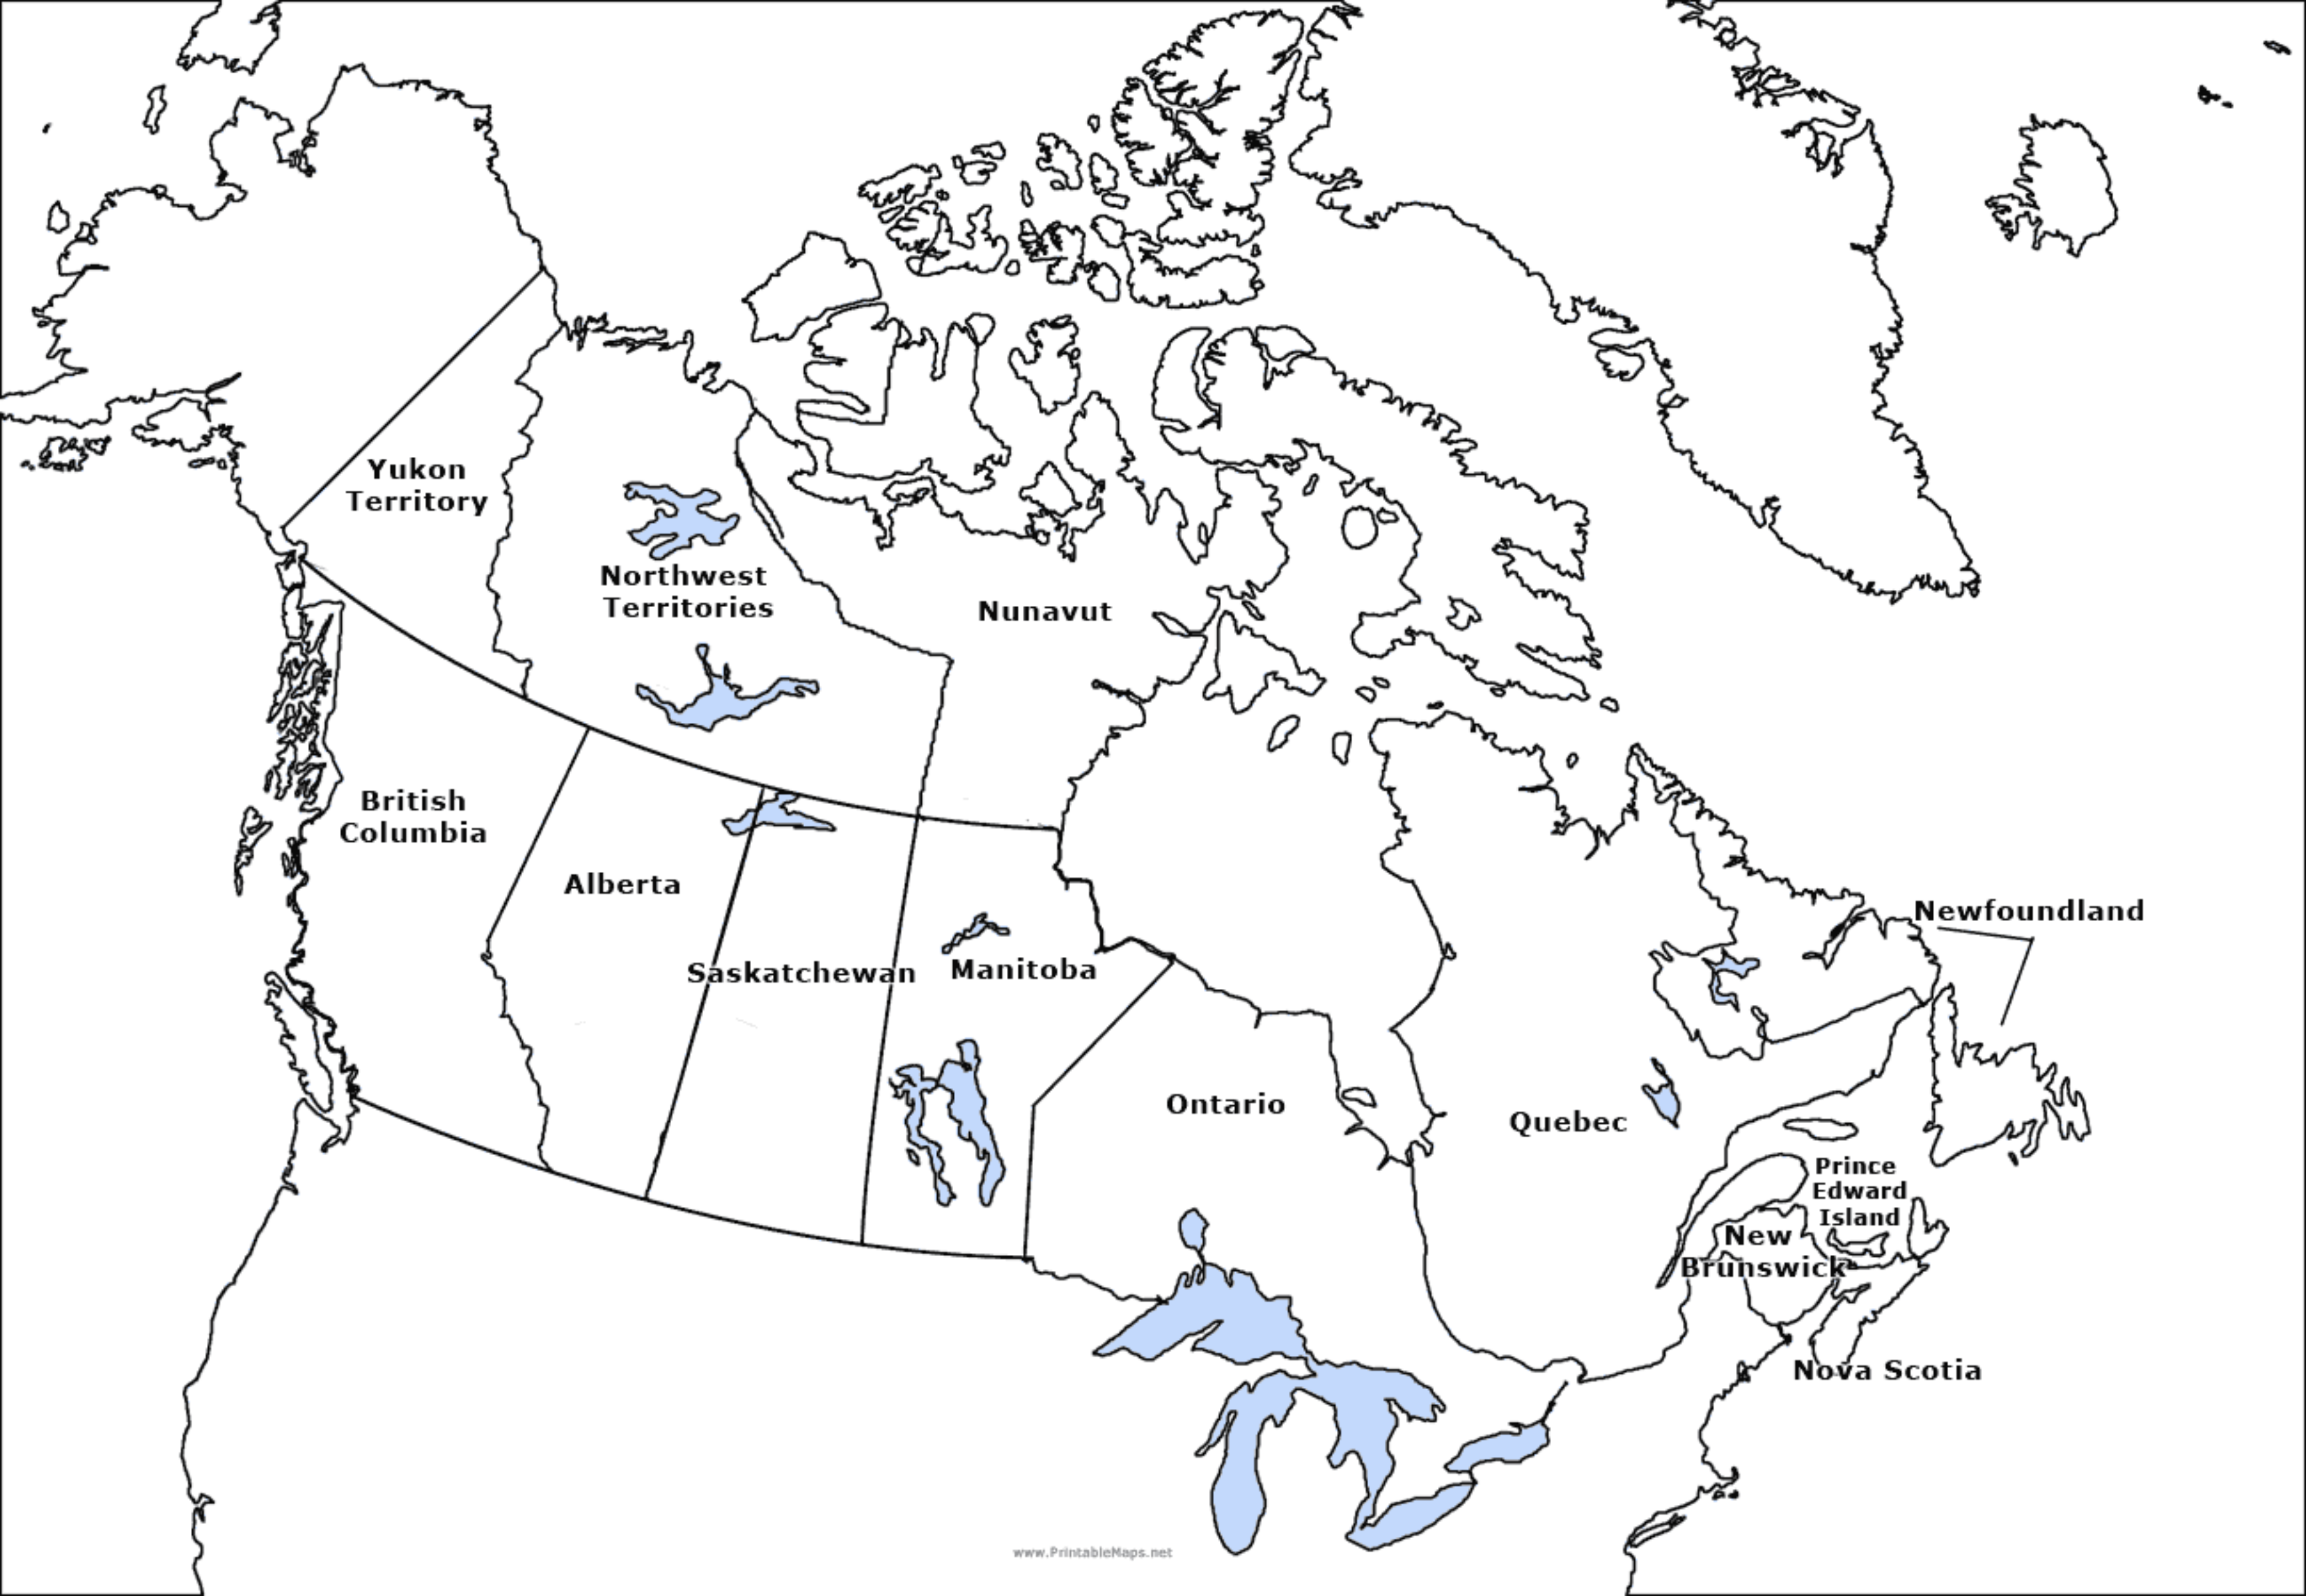 Yukon
Territory
Northwest
Territories
Nunavut
British
Columbia
Alberta
Saskatchewan
Manitoba
Newfoundland
Ontario
Quebec
Prince
Edward
Island
New
Brunswick
Nova Scotia
www.PrintableMaps.net